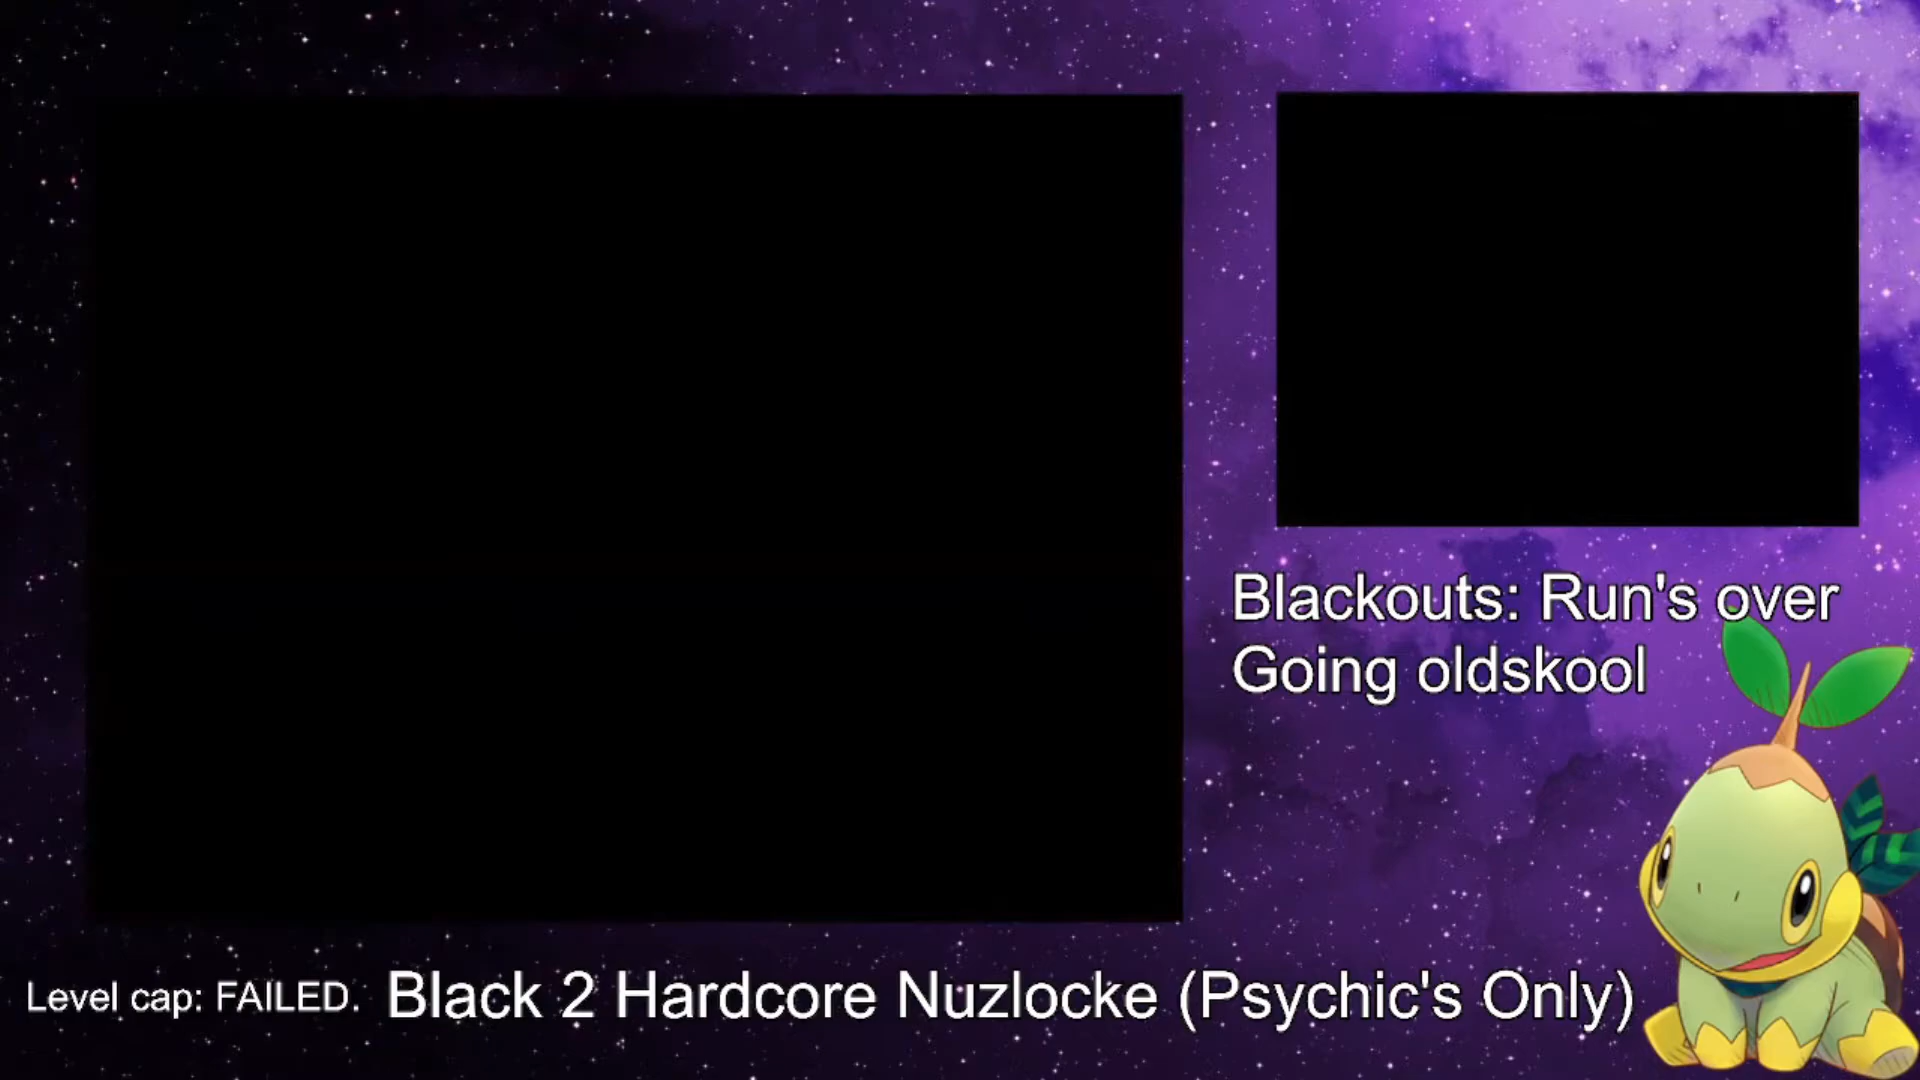 Blackouts: Run's over
Going oldskool
Level cap: FAILED.
Black 2 Hardcore Nuzlocke (Psychic's Only)